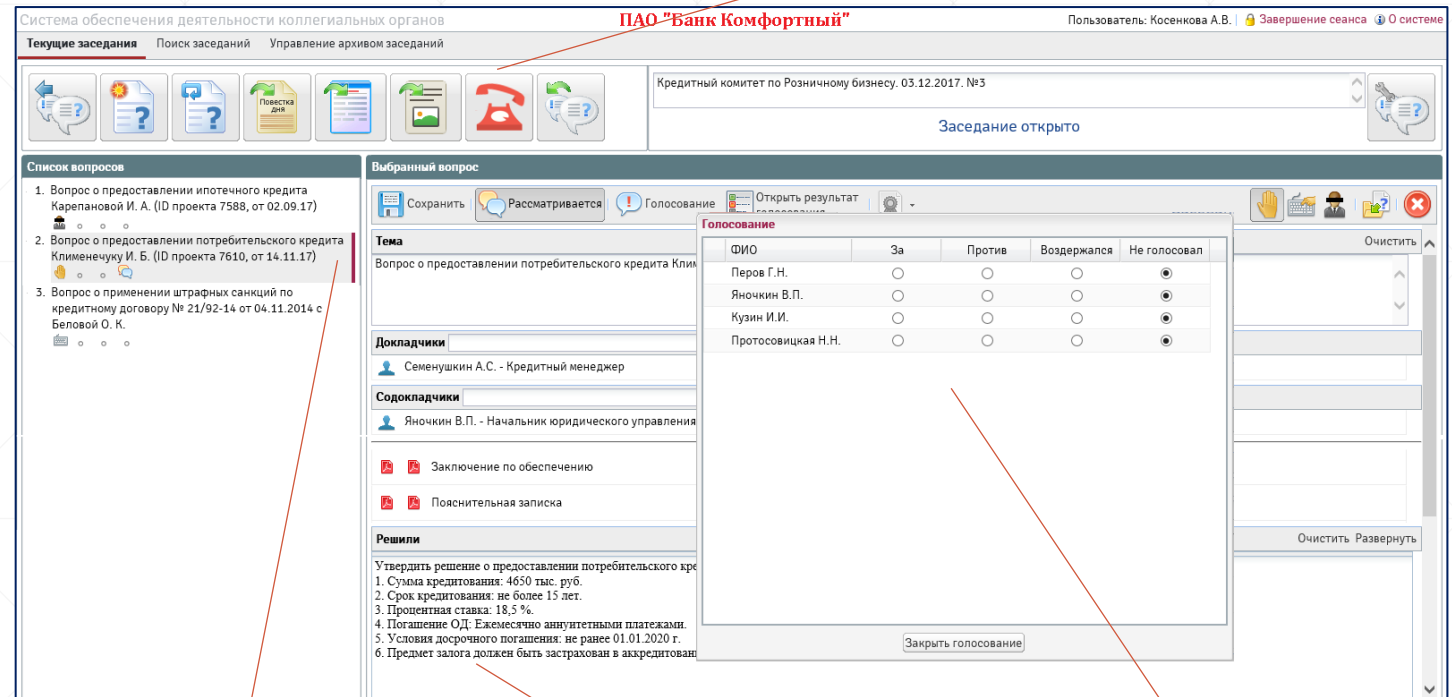 Система обеспечения деятельности коллегиальных органов
ПАО "Банк Комфортный"
Пользователь: Косенкова А.В. Завершение сеанса О системе
Текущие заседания Поиск заседаний Управление архивом заседаний
Повестка
дня
Кредитный комитет по Розничному бизнесу. 03.12.2017. №3
Заседание открыто
Список вопросов
1. Вопрос о предоставлении ипотечного кредита
Карепановой И. А. (ID проекта 7588, от 02.09.17)
2. Вопрос о предоставлении потребительского кредита
Клименечуку И. Б. (ID проекта 7610, от 14.11.17)
3. Вопрос о применении штрафных санкций по
кредитному договору № 21/92-14 от 04.11.2014 с
Беловой О. К.
Выбранный вопрос
Сохранить Рассматривается Голосование Открыть результат
Тема
Очистить
Вопрос о предоставлении потребительского кредита Клим
Докладчики
Семенушкин А.С. - Кредитный менеджер
Содокладчики
Яночкин В.П. - Начальник юридического управления
Заключение по обеспечению
Пояснительная записка
Решили
Очистить Развернуть
Утвердить решение о предоставлении потребительского кре
1. Сумма кредитования: 4650 тыс. руб.
2. Срок кредитования: не более 15 лет.
3. Процентная ставка: 18,5 %.
4. Погашение ОД: Ежемесячно аннуитетными платежами.
5. Условия досрочного погашения: не ранее 01.01.2020 г.
6. Предмет залога должен быть застрахован в аккредитован
Голосование
ФИО За Против Воздержался Не голосовал
Перов Г.Н.
Яночкин В.П.
Кузин И.И.
Протосовицкая Н.Н.
Закрыть голосование